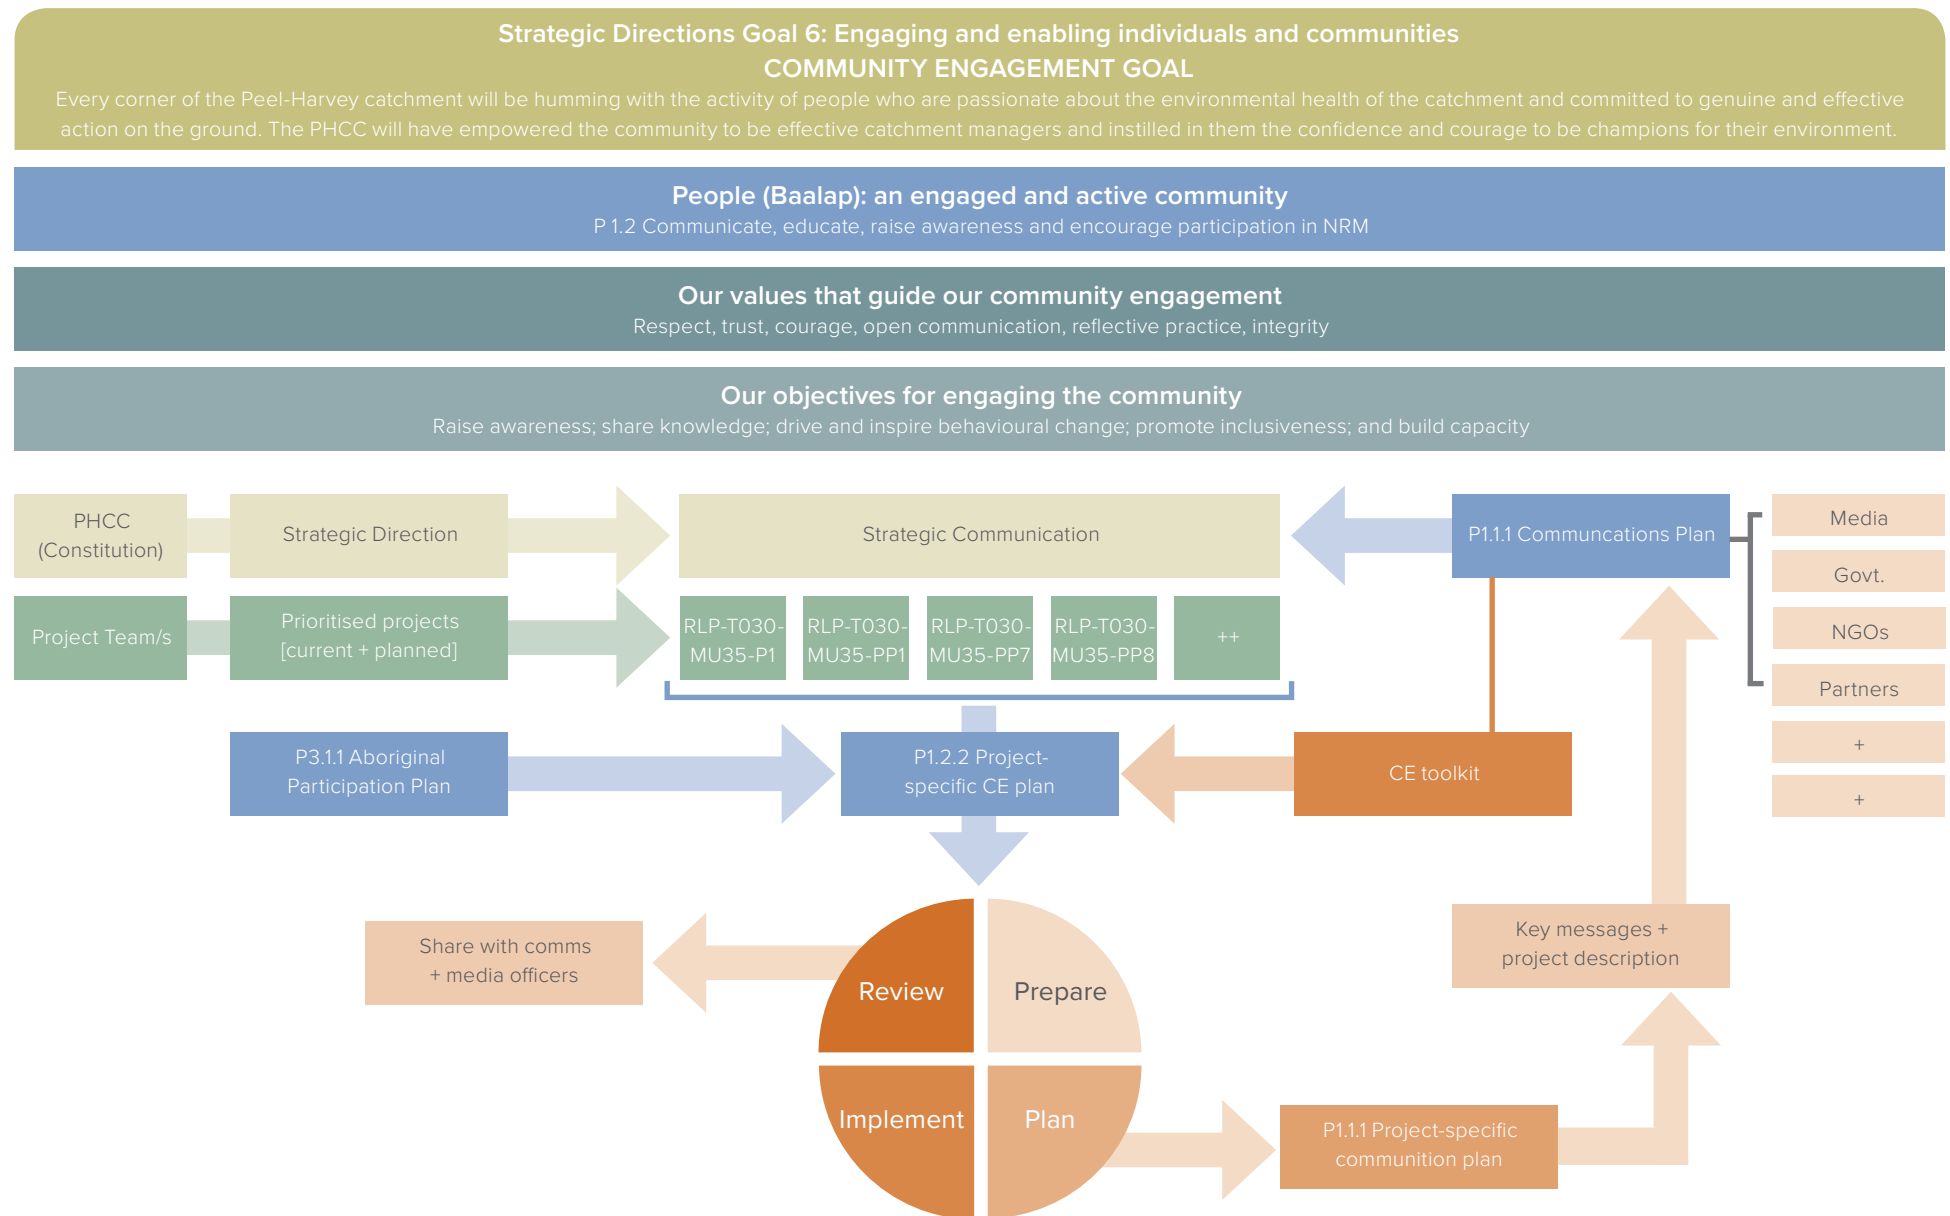 Strategic Directions Goal 6: Engaging and enabling individuals and communities
COMMUNITY ENGAGEMENT GOAL
Every corner of the Peel-Harvey catchment will be humming with the activity of people who are passionate about the environmental health of the catchment and committed to genuine and effective
action on the ground. The PHCC will have empowered the community to be effective catchment managers and instilled in them the confidence and courage to be champions for their environment.
People (Baalap): an engaged and active community
P 1.2 Communicate, educate, raise awareness and encourage participation in NRM
Our values that guide our community engagement
Respect, trust, courage, open communication, reflective practice, integrity
Our objectives for engaging the community
Raise awareness; share knowledge; drive and inspire behavioural change; promote inclusiveness; and build capacity
PHCC
(Constitution)
Strategic Direction
Strategic Communication
P1.1.1 Communcations Plan
Media
Govt.
NGOs
Partners
+
+
Project Team/s
Prioritised projects
[current + planned]
RLP-T030-
MU35-P1
RLP-T030-
MU35-PP1
RLP-T030-
MU35-PP7
RLP-T030-
MU35-PP8
++
P3.1.1 Aboriginal
Participation Plan
P1.2.2 Project-
specific CE plan
CE toolkit
Share with comms
+ media officers
Review
Prepare
Implement
Plan
Key messages +
project description
P1.1.1 Project-specific
communition plan